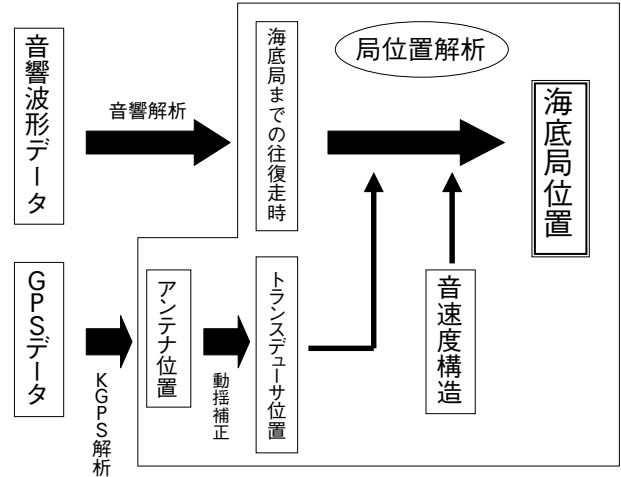 音響波形データ
音響解析
海底局までの往復走時
局位置解析
海底局位置
GPSデータ
KGPS解析
アンテナ位置
動揺補正
トランスデューサ位置
音速度構造